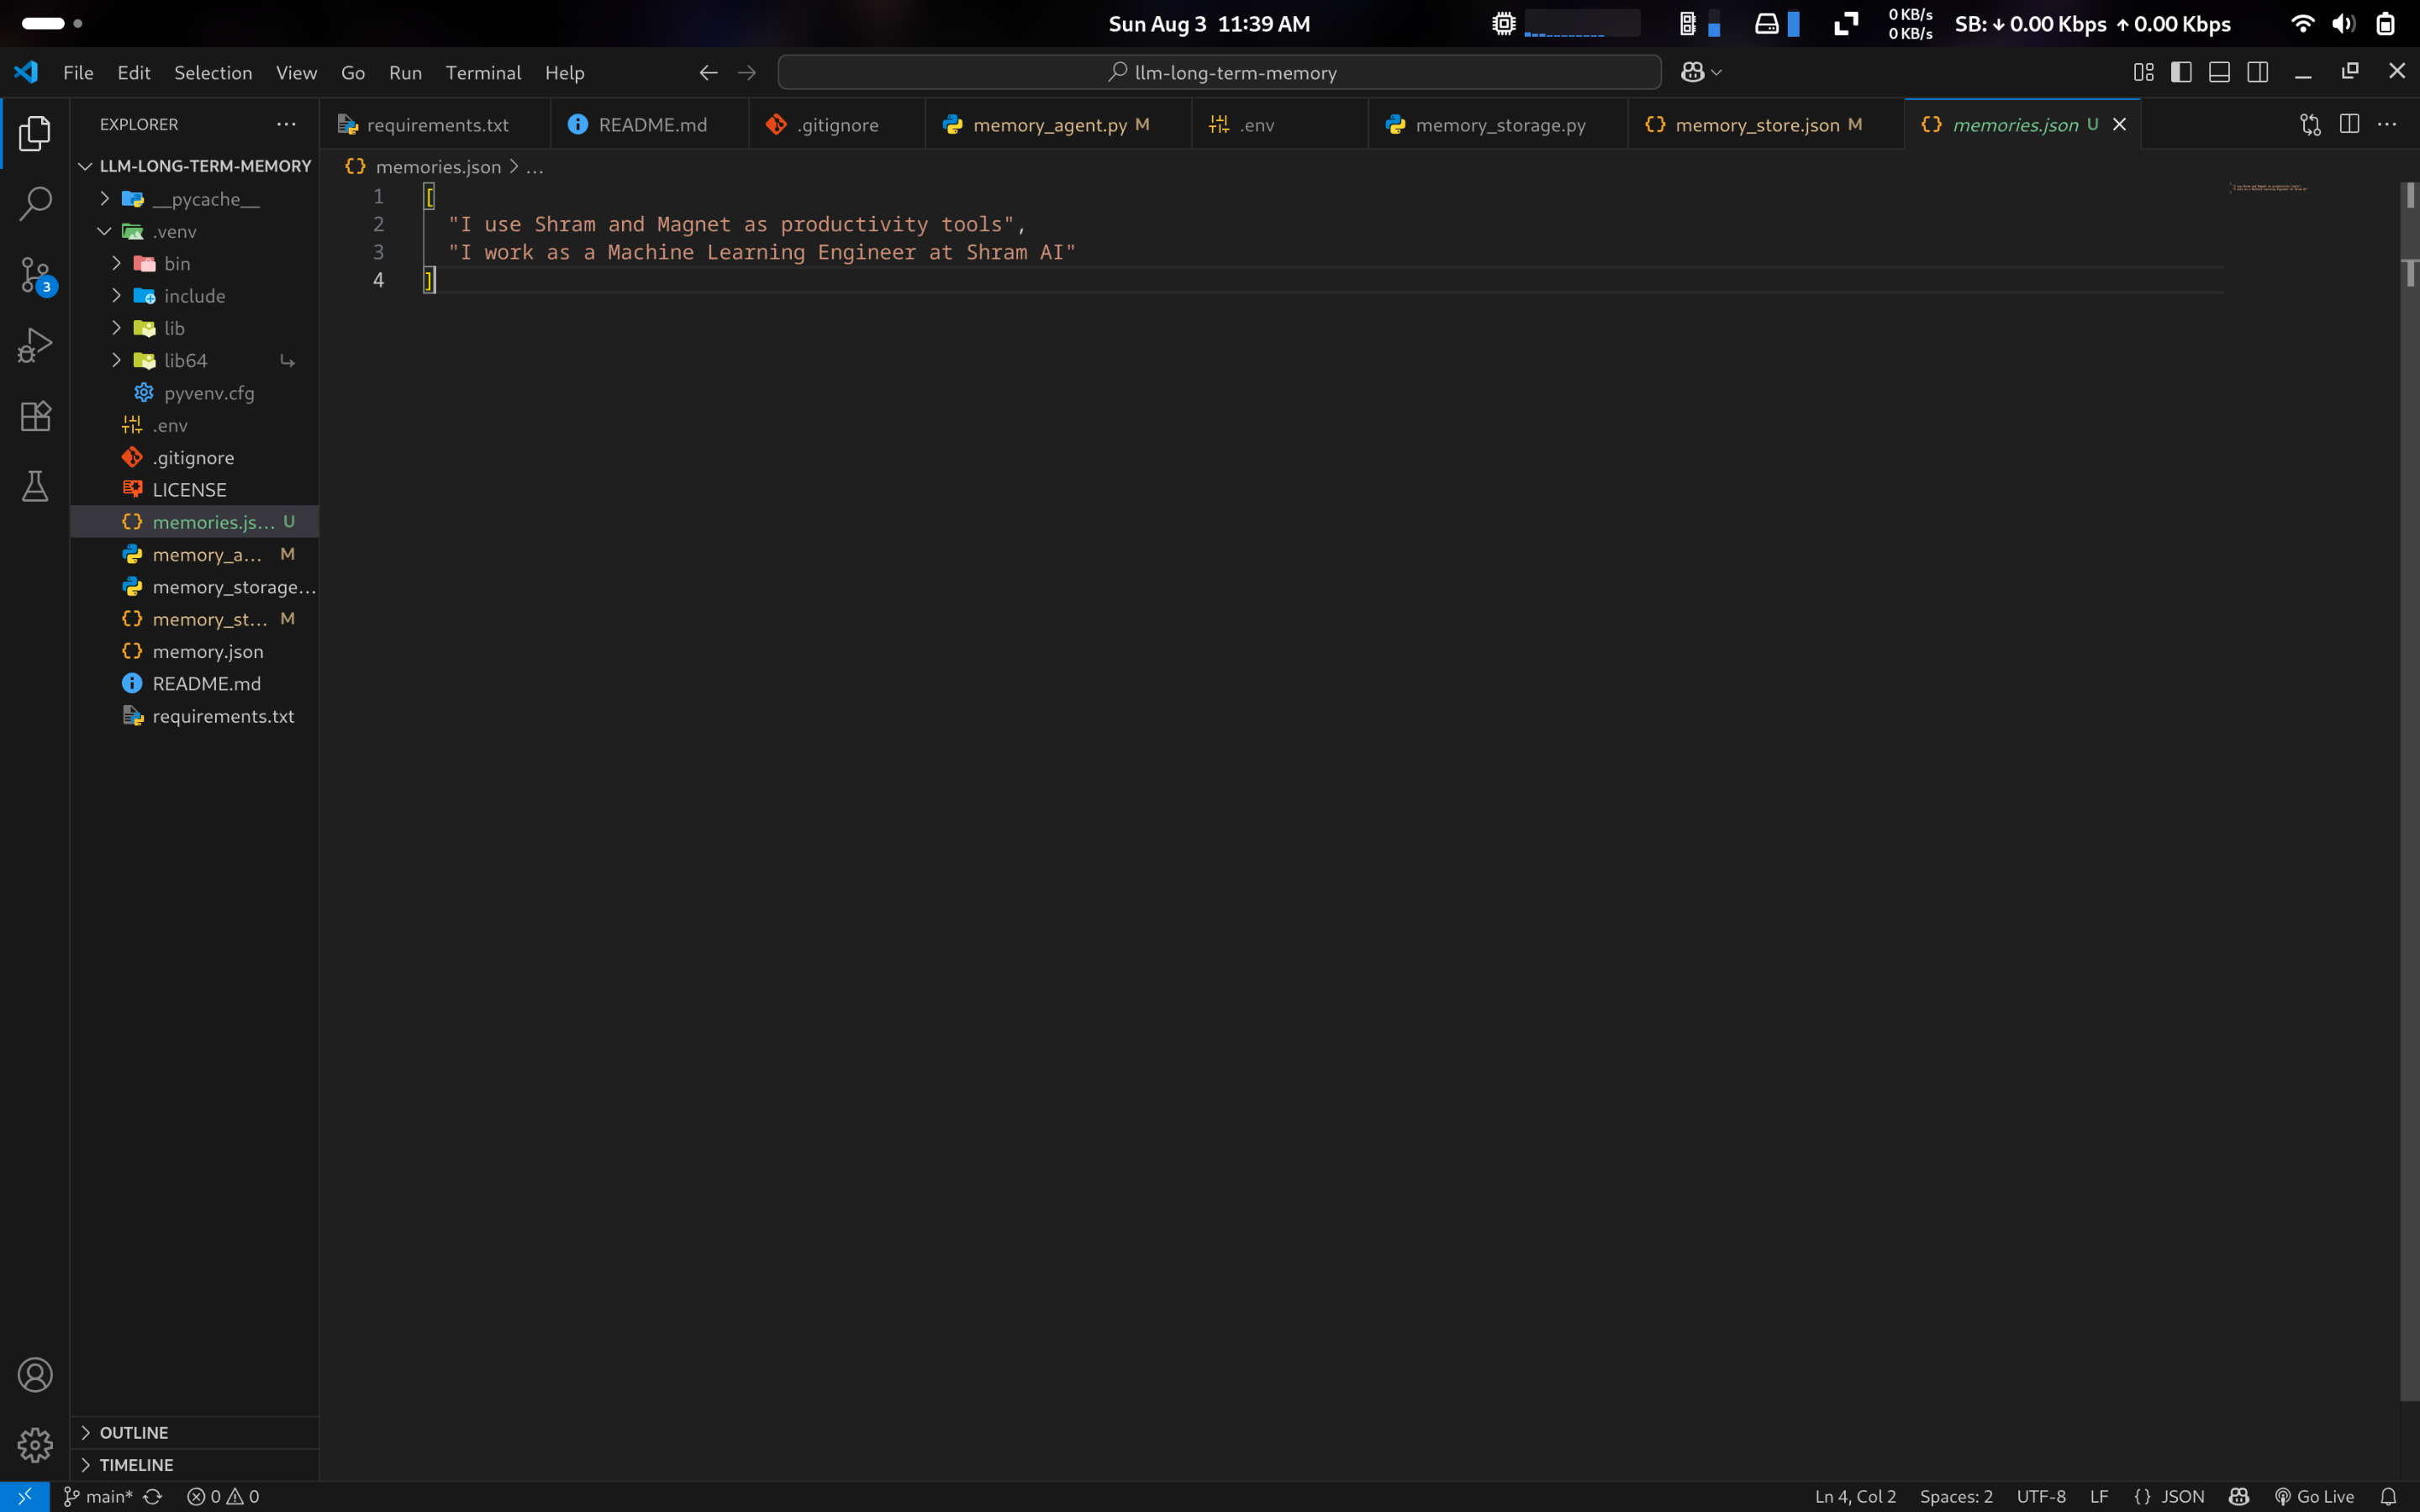 Sun Aug 3 11:39 AM
0 KB/s
0 KB/s
SB: ↓ 0.00 Kbps ↑ 0.00 Kbps
File Edit Selection View Go Run Terminal Help
llm-long-term-memory
EXPLORER
requirements.txt
README.md
.gitignore
memory_agent.py M
.env
memory_storage.py
memory_store.json M
memories.json U
LLM-LONG-TERM-MEMORY
__pycache__
.venv
bin
include
lib
lib64
pyvenv.cfg
.env
.gitignore
LICENSE
memories.js... U
memory_a... M
memory_storage...
memory_st... M
memory.json
README.md
requirements.txt
3
memories.json > ...
1 [
2 "I use Shram and Magnet as productivity tools",
3 "I work as a Machine Learning Engineer at Shram AI"
4 ]
OUTLINE
TIMELINE
main* 0 0
Ln 4, Col 2 Spaces: 2 UTF-8 LF {} JSON Go Live